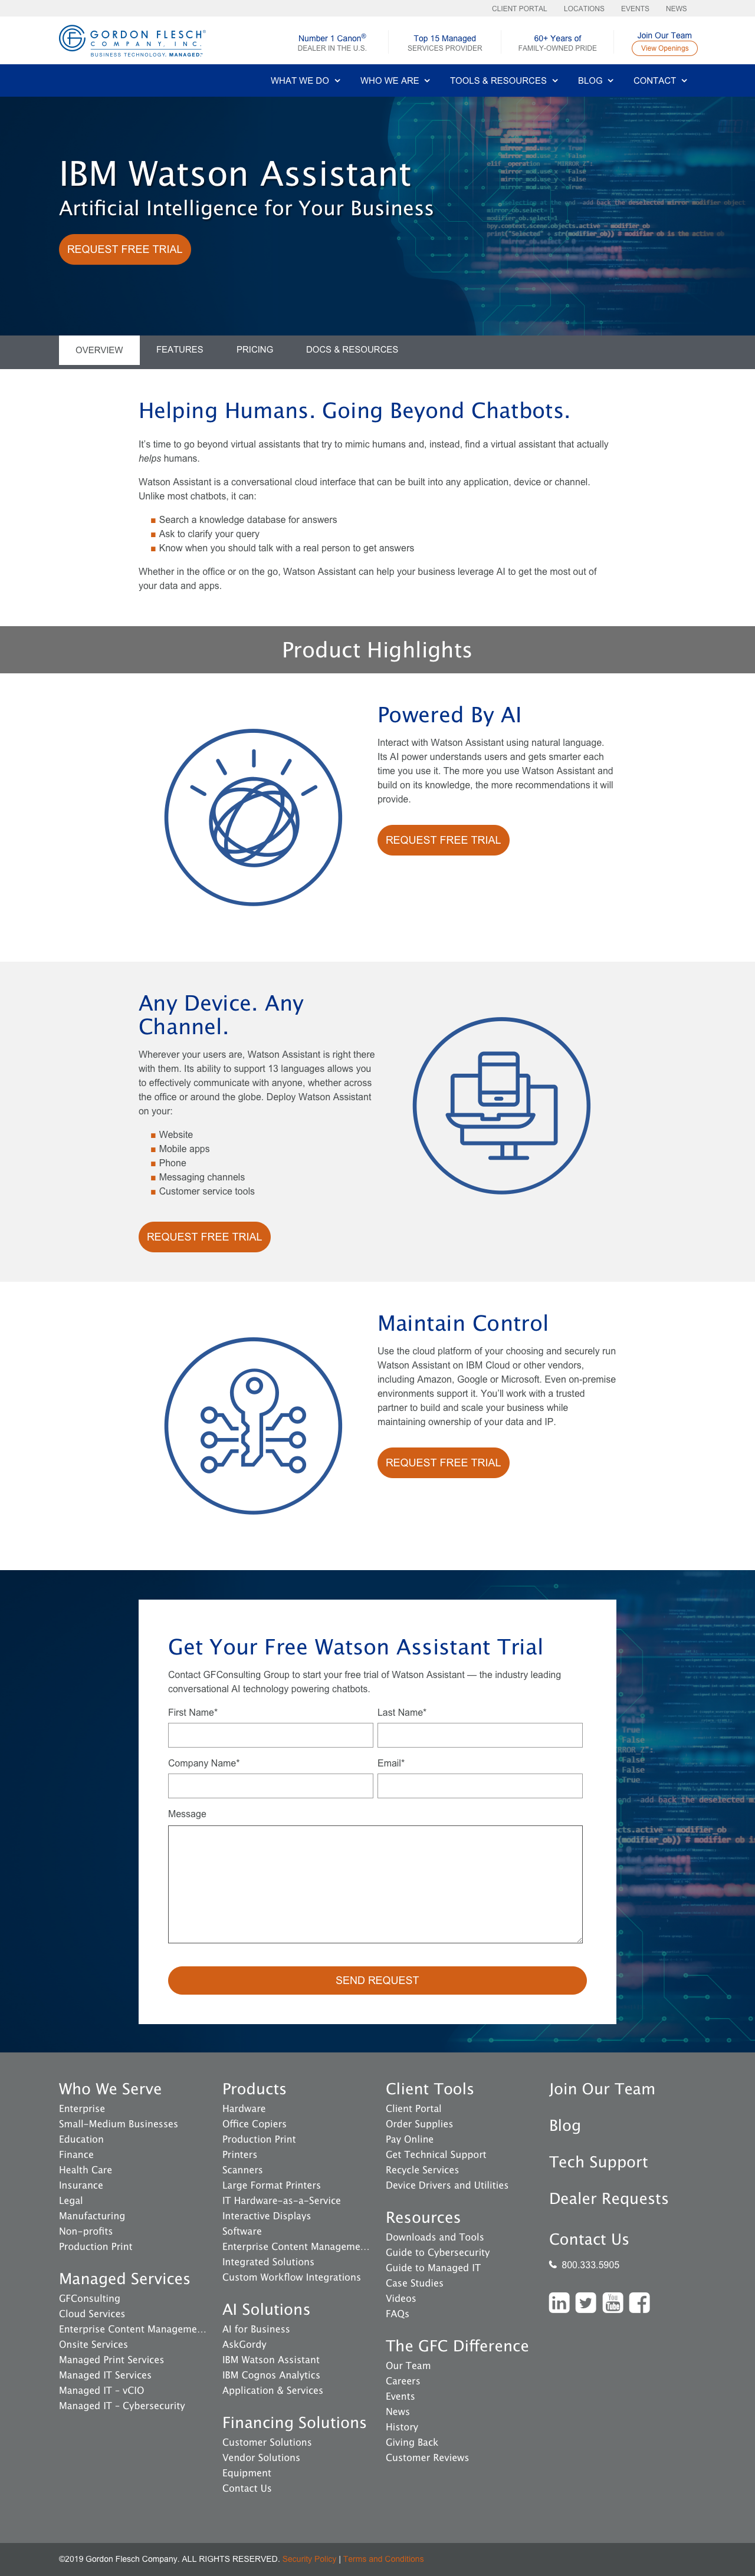 CLIENT PORTAL LOCATIONS EVENTS NEWS
GORDON FLESCH®
COMPANY, INC.
BUSINESS TECHNOLOGY. MANAGED.®
Number 1 Canon®
DEALER IN THE U.S.
Top 15 Managed
SERVICES PROVIDER
60+ Years of
FAMILY-OWNED PRIDE
Join Our Team
View Openings
WHAT WE DO WHO WE ARE TOOLS & RESOURCES BLOG CONTACT
IBM Watson Assistant
Artificial Intelligence for Your Business
REQUEST FREE TRIAL
OVERVIEW FEATURES PRICING DOCS & RESOURCES
Helping Humans. Going Beyond Chatbots.
It's time to go beyond virtual assistants that try to mimic humans and, instead, find a virtual assistant that actually
helps humans.
Watson Assistant is a conversational cloud interface that can be built into any application, device or channel.
Unlike most chatbots, it can:
Search a knowledge database for answers
Ask to clarify your query
Know when you should talk with a real person to get answers
Whether in the office or on the go, Watson Assistant can help your business leverage AI to get the most out of
your data and apps.
Product Highlights
Powered By AI
Interact with Watson Assistant using natural language.
Its AI power understands users and gets smarter each
time you use it. The more you use Watson Assistant and
build on its knowledge, the more recommendations it will
provide.
REQUEST FREE TRIAL
Any Device. Any
Channel.
Wherever your users are, Watson Assistant is right there
with them. Its ability to support 13 languages allows you
to effectively communicate with anyone, whether across
the office or around the globe. Deploy Watson Assistant
on your:
Website
Mobile apps
Phone
Messaging channels
Customer service tools
REQUEST FREE TRIAL
Maintain Control
Use the cloud platform of your choosing and securely run
Watson Assistant on IBM Cloud or other vendors,
including Amazon, Google or Microsoft. Even on-premise
environments support it. You'll work with a trusted
partner to build and scale your business while
maintaining ownership of your data and IP.
REQUEST FREE TRIAL
Get Your Free Watson Assistant Trial
Contact GFConsulting Group to start your free trial of Watson Assistant — the industry leading
conversational AI technology powering chatbots.
First Name* Last Name*
Company Name* Email*
Message
SEND REQUEST
Who We Serve
Enterprise
Small-Medium Businesses
Education
Finance
Health Care
Insurance
Legal
Manufacturing
Non-profits
Production Print
Managed Services
GFConsulting
Cloud Services
Enterprise Content Manageme...
Onsite Services
Managed Print Services
Managed IT Services
Managed IT - vCIO
Managed IT - Cybersecurity
Products
Hardware
Office Copiers
Production Print
Printers
Scanners
Large Format Printers
IT Hardware-as-a-Service
Interactive Displays
Software
Enterprise Content Manageme...
Integrated Solutions
Custom Workflow Integrations
AI Solutions
AI for Business
AskGordy
IBM Watson Assistant
IBM Cognos Analytics
Application & Services
Financing Solutions
Customer Solutions
Vendor Solutions
Equipment
Contact Us
Client Tools
Client Portal
Order Supplies
Pay Online
Get Technical Support
Recycle Services
Device Drivers and Utilities
Resources
Downloads and Tools
Guide to Cybersecurity
Guide to Managed IT
Case Studies
Videos
FAQs
The GFC Difference
Our Team
Careers
Events
News
History
Giving Back
Customer Reviews
Join Our Team
Blog
Tech Support
Dealer Requests
Contact Us
800.333.5905
©2019 Gordon Flesch Company. ALL RIGHTS RESERVED. Security Policy | Terms and Conditions